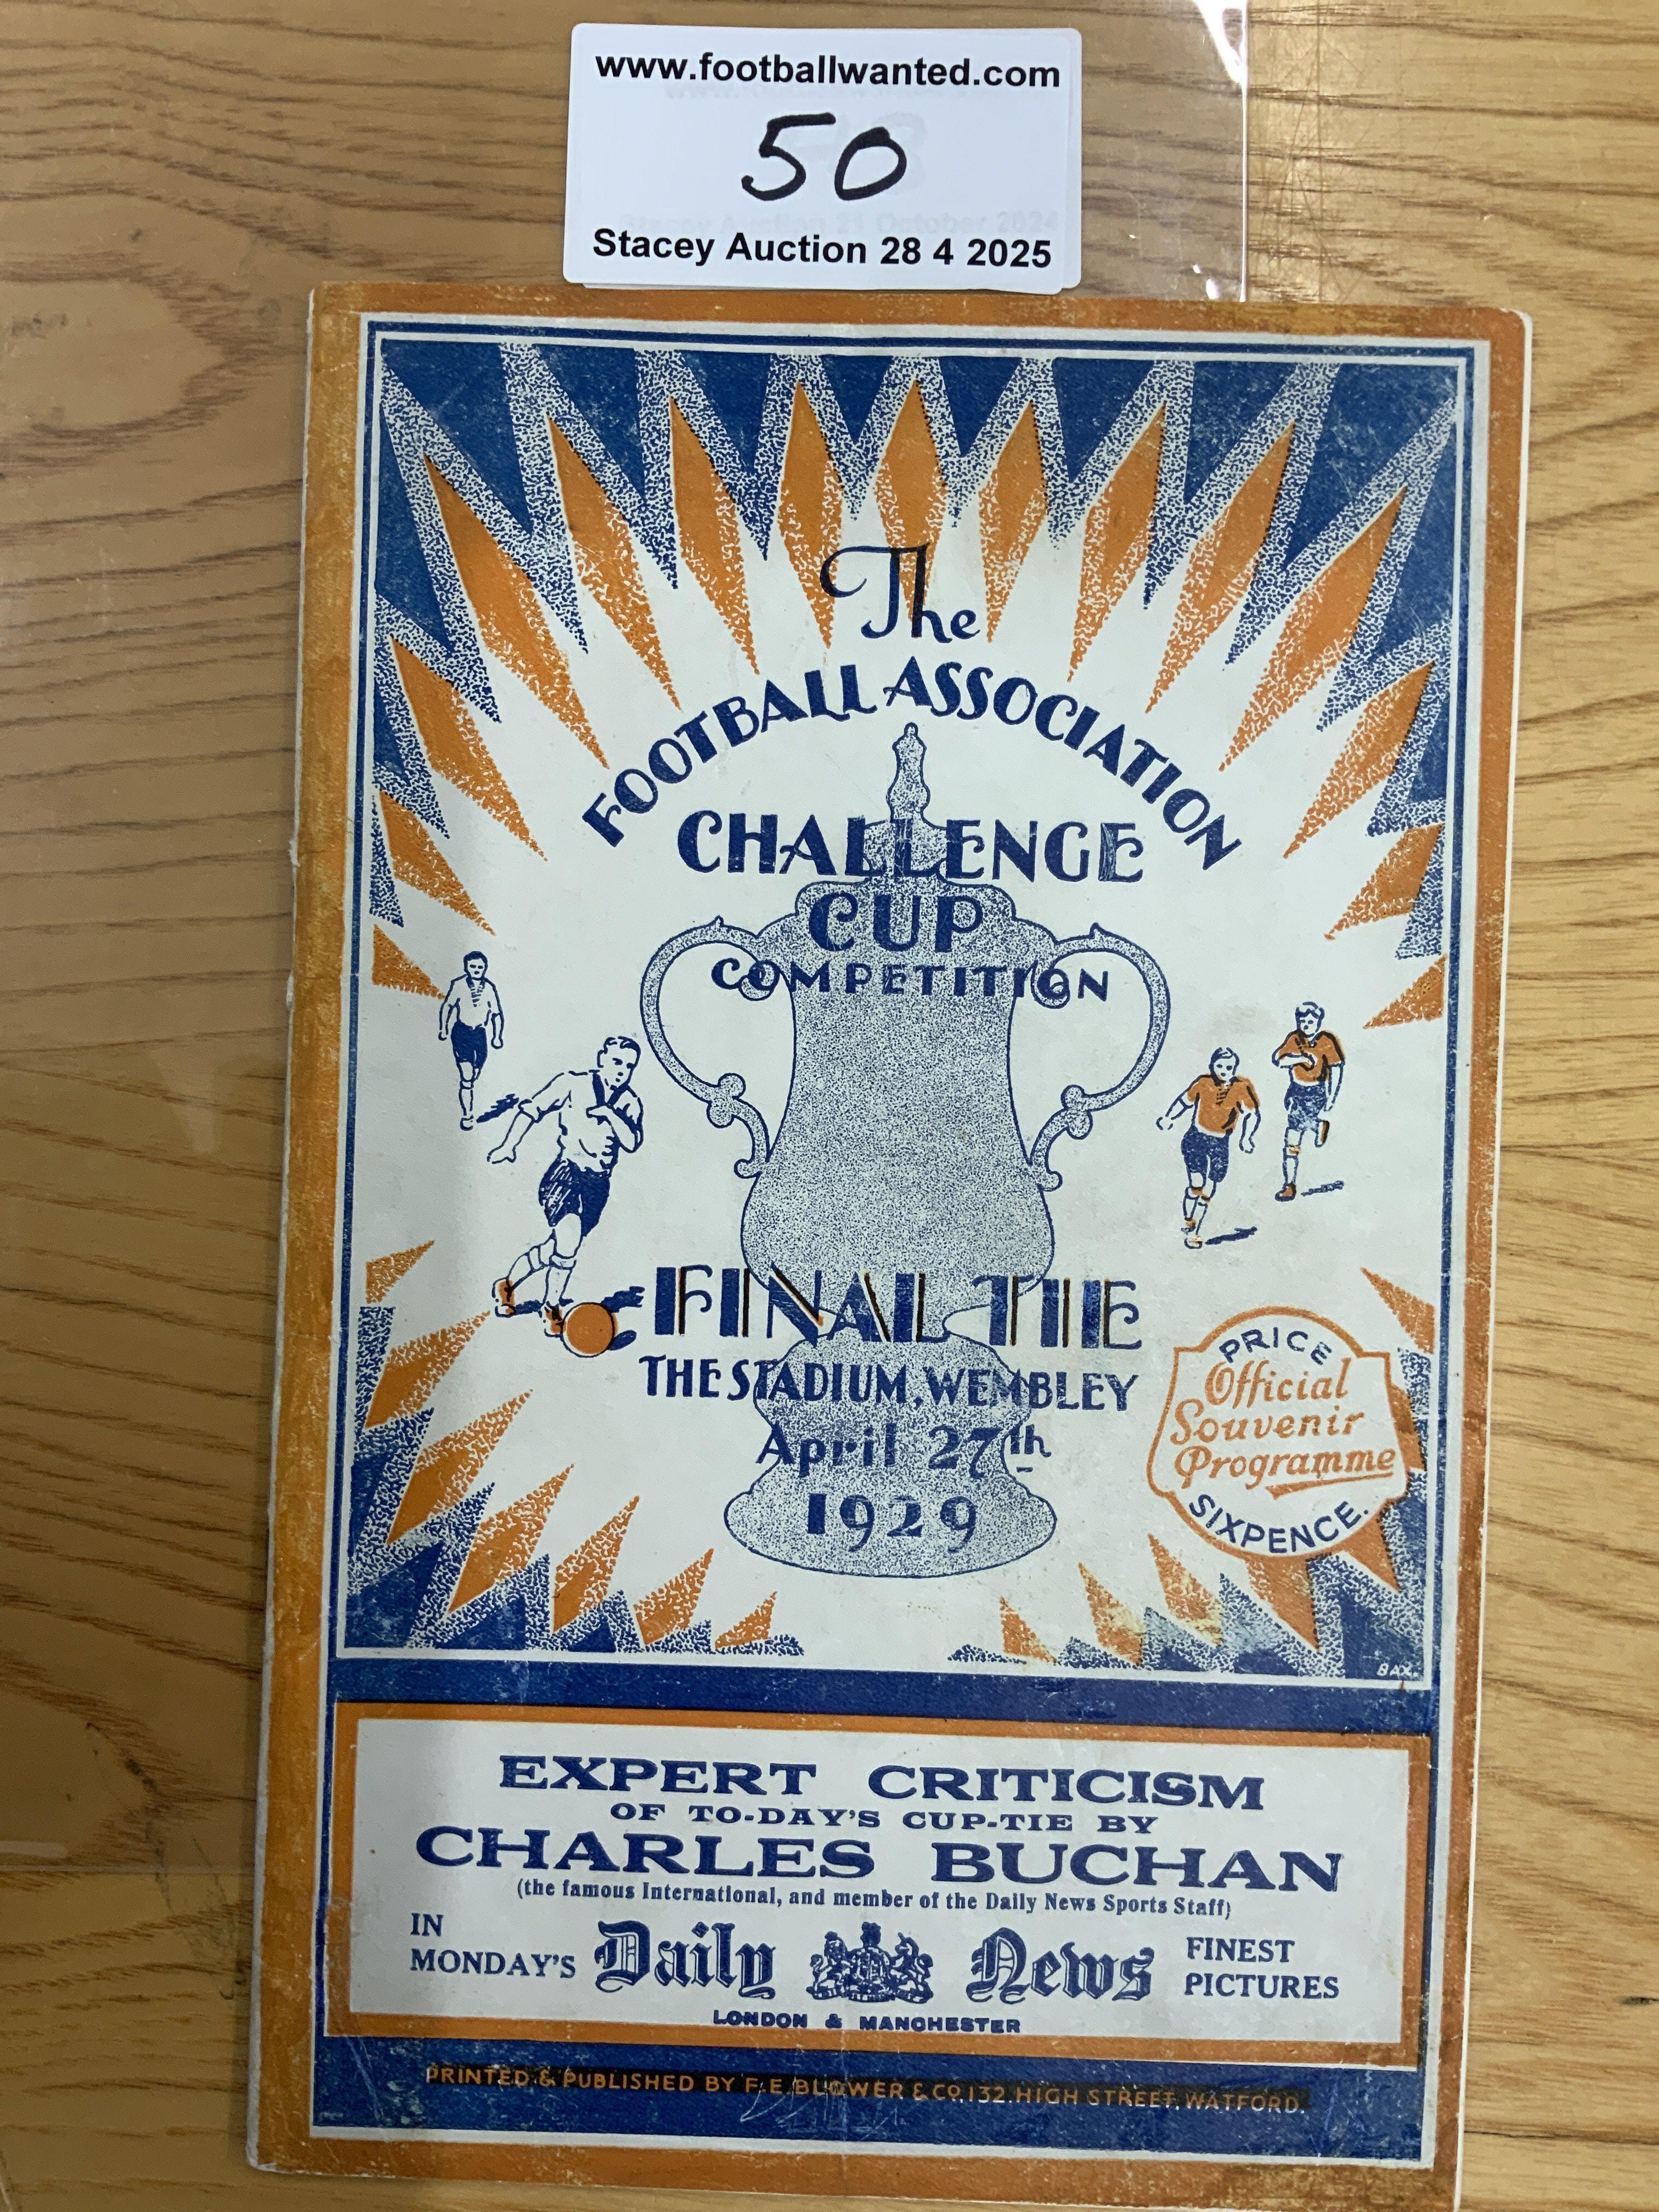 www.footballwanted.com
50
Stacey Auction 28 4 2025
The
FOOTBALL ASSOCIATION
CHALLENGE
CUP
COMPETITION
FINAL TIE
THE STADIUM, WEMBLEY
April 27th
1929
PRICE
Official
Souvenir
Programme
SIXPENCE.
BAX.
EXPERT CRITICISM
OF TO-DAY'S CUP-TIE BY
CHARLES BUCHAN
(the famous International, and member of the Daily News Sports Staff)
IN MONDAY'S Daily News FINEST PICTURES
LONDON & MANCHESTER
PRINTED & PUBLISHED BY F.E. BLOWER & CO, 132. HIGH STREET, WATFORD.